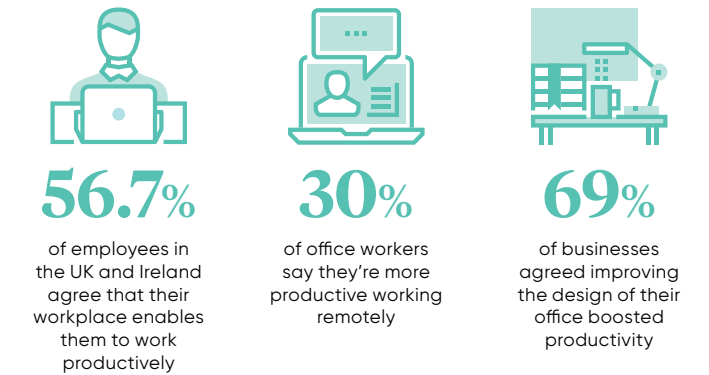 56.7%
of employees in
the UK and Ireland
agree that their
workplace enables
them to work
productively
30%
of office workers
say they’re more
productive working
remotely
69%
of businesses
agreed improving
the design of their
office boosted
productivity